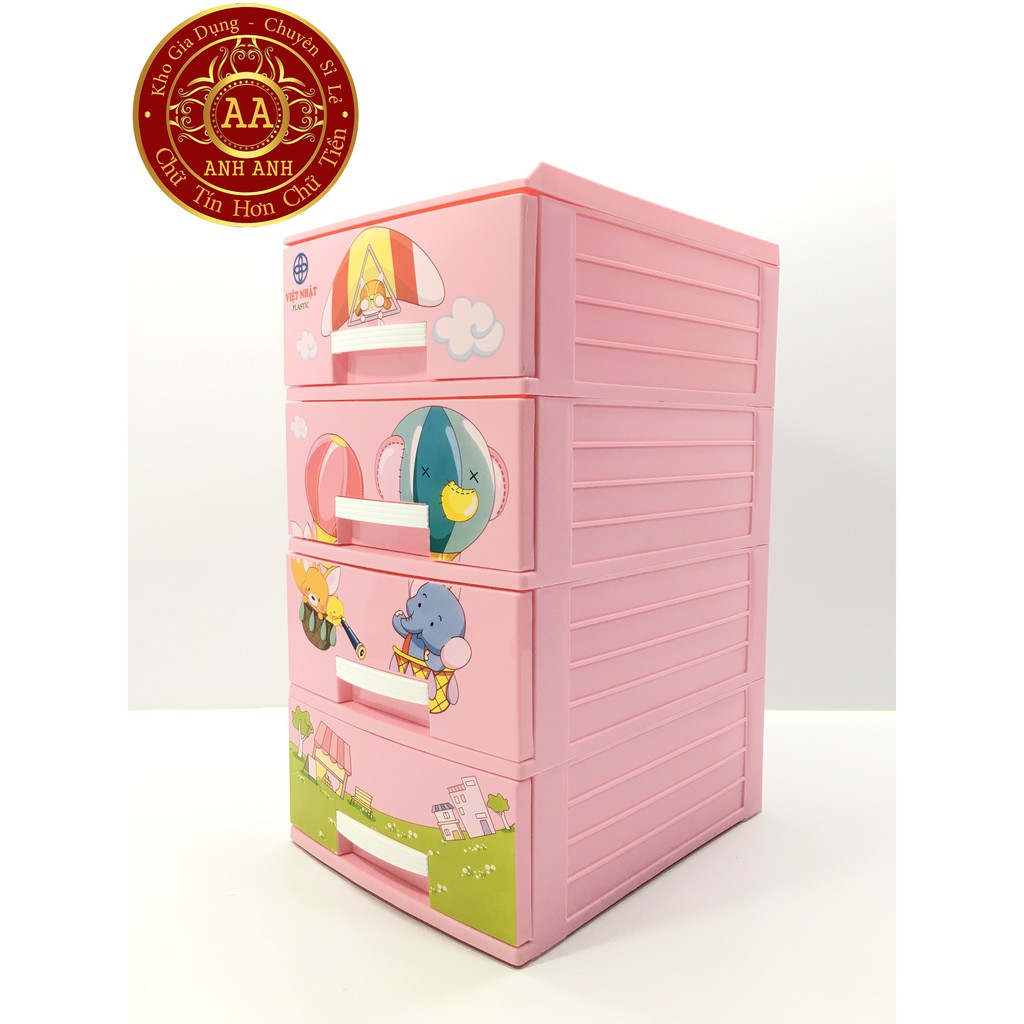 Kho Gia Dụng - Chuyên Sỉ Lẻ
AA
ANH ANH
Chữ Tín Hơn Chữ Tiền
VIỆT NHẬT
PLASTIC